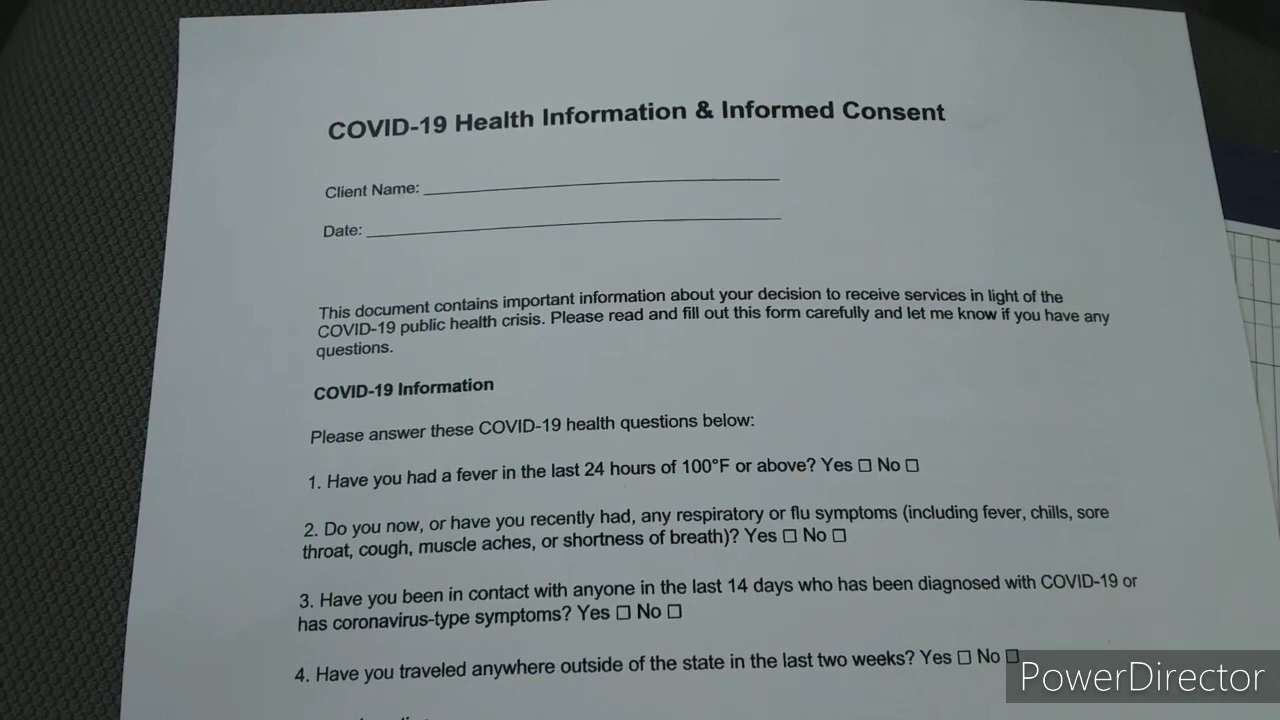 COVID-19 Health Information & Informed Consent
Client Name:
Date:
This document contains important information about your decision to receive services in light of the
COVID-19 public health crisis. Please read and fill out this form carefully and let me know if you have any
questions.
COVID-19 Information
Please answer these COVID-19 health questions below:
1. Have you had a fever in the last 24 hours of 100°F or above? Yes ☐ No ☐
2. Do you now, or have you recently had, any respiratory or flu symptoms (including fever, chills, sore
throat, cough, muscle aches, or shortness of breath)? Yes ☐ No ☐
3. Have you been in contact with anyone in the last 14 days who has been diagnosed with COVID-19 or
has coronavirus-type symptoms? Yes ☐ No ☐
4. Have you traveled anywhere outside of the state in the last two weeks? Yes ☐ No ☐
PowerDirector